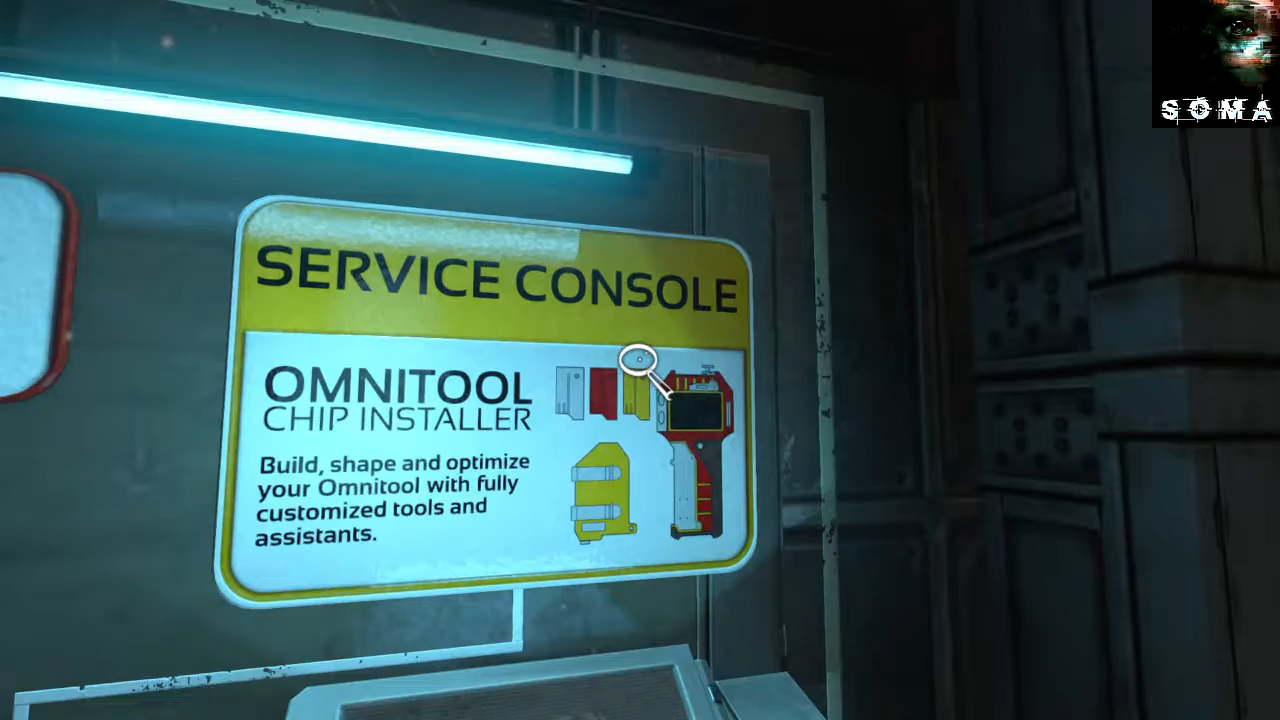 SOMA
SERVICE CONSOLE
OMNITOOL
CHIP INSTALLER
Build, shape and optimize
your Omnitool with fully
customized tools and
assistants.